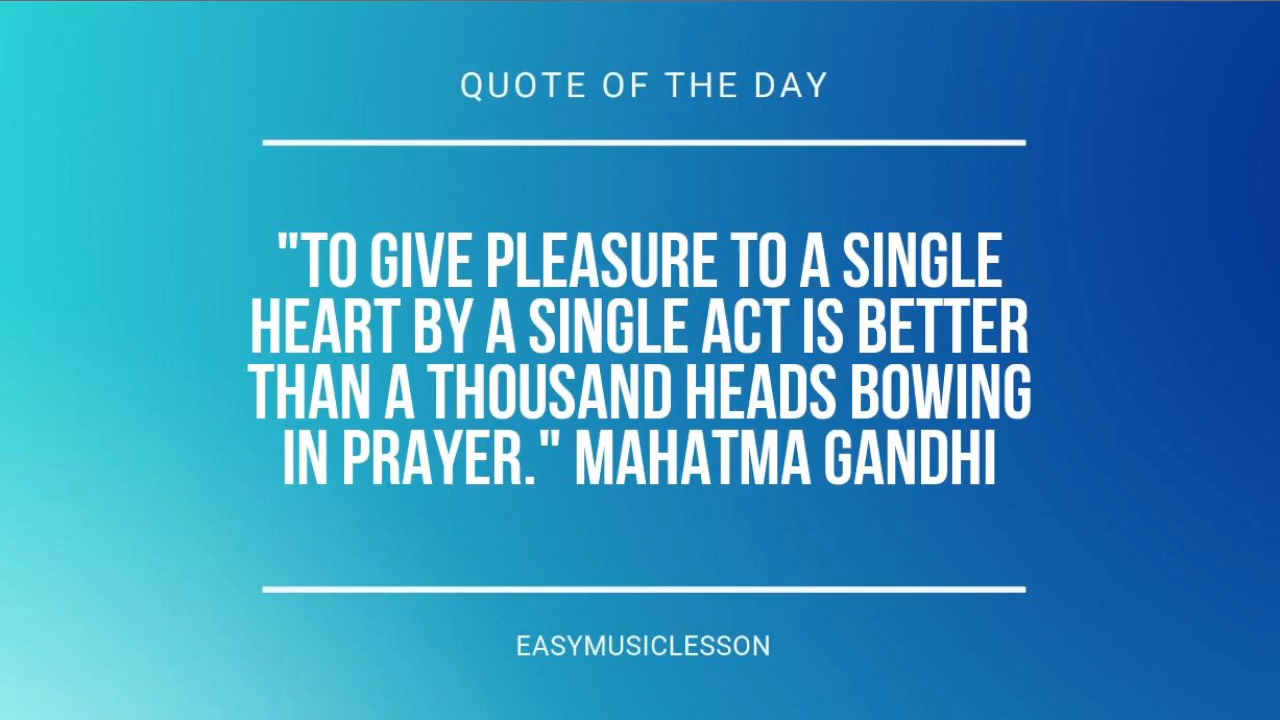 QUOTE OF THE DAY
"TO GIVE PLEASURE TO A SINGLE
HEART BY A SINGLE ACT IS BETTER
THAN A THOUSAND HEADS BOWING
IN PRAYER." MAHATMA GANDHI
EASYMUSICLESSON